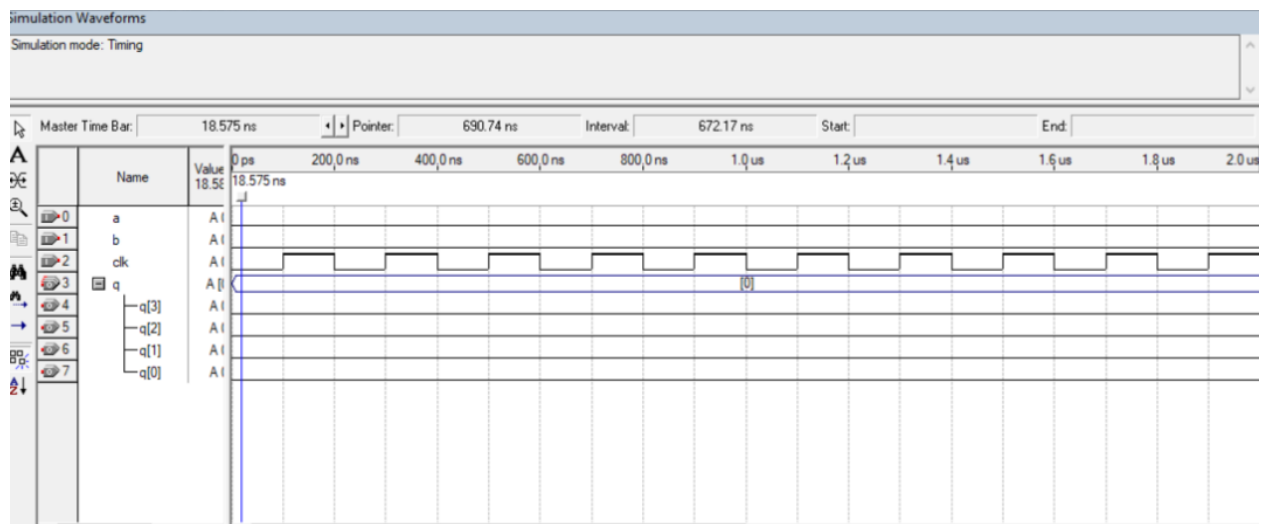 Simulation Waveforms
Simulation mode: Timing
Master Time Bar: 18.575 ns Pointer: 690.74 ns Interval: 672.17 ns Start: End:
Name Value 18.58 0 ps 200.0 ns 400.0 ns 600.0 ns 800.0 ns 1.0 us 1.2 us 1.4 us 1.6 us 1.8 us 2.0 us
18.575 ns
0 a A
1 b A
2 clk A
3 q A [0]
4 q[3] A
5 q[2] A
6 q[1] A
7 q[0] A